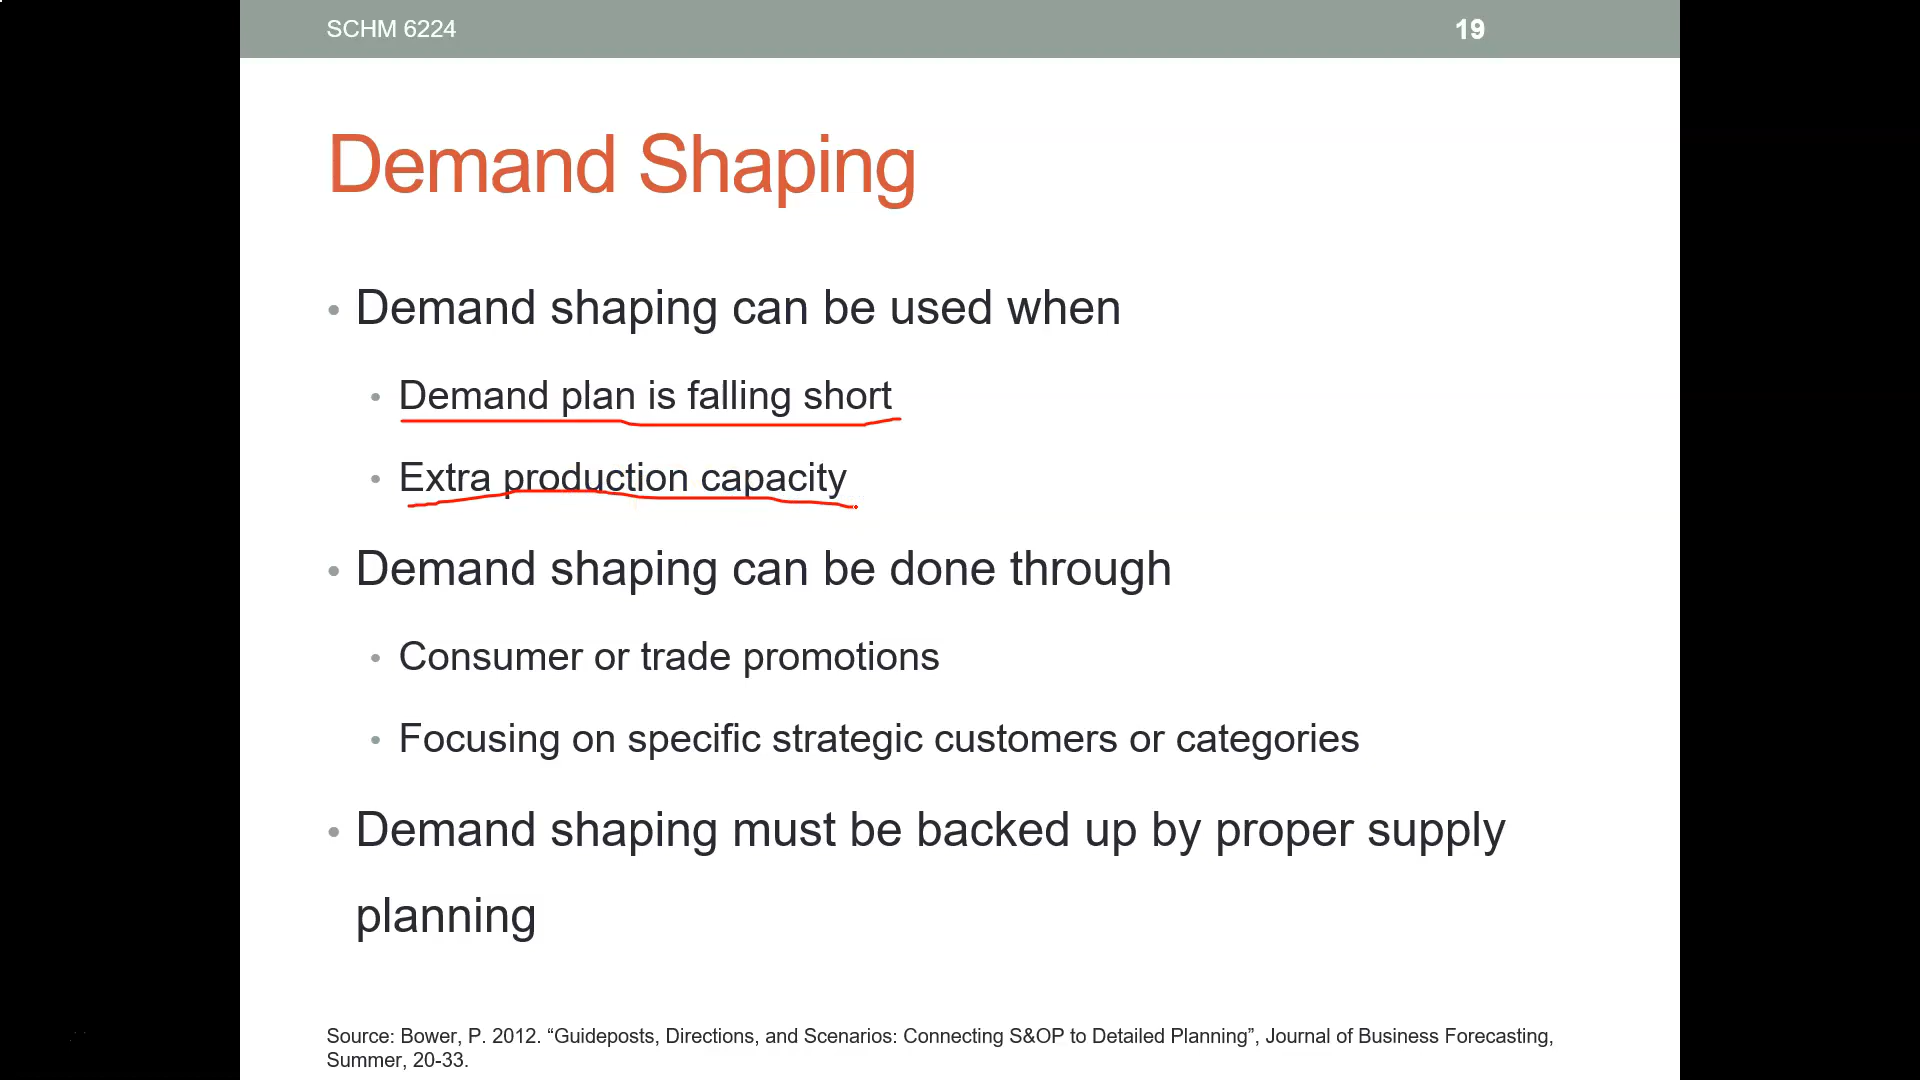 SCHM 6224
19
Demand Shaping
• Demand shaping can be used when
• Demand plan is falling short
• Extra production capacity
• Demand shaping can be done through
• Consumer or trade promotions
• Focusing on specific strategic customers or categories
• Demand shaping must be backed up by proper supply
planning
Source: Bower, P. 2012. “Guideposts, Directions, and Scenarios: Connecting S&OP to Detailed Planning”, Journal of Business Forecasting,
Summer, 20-33.